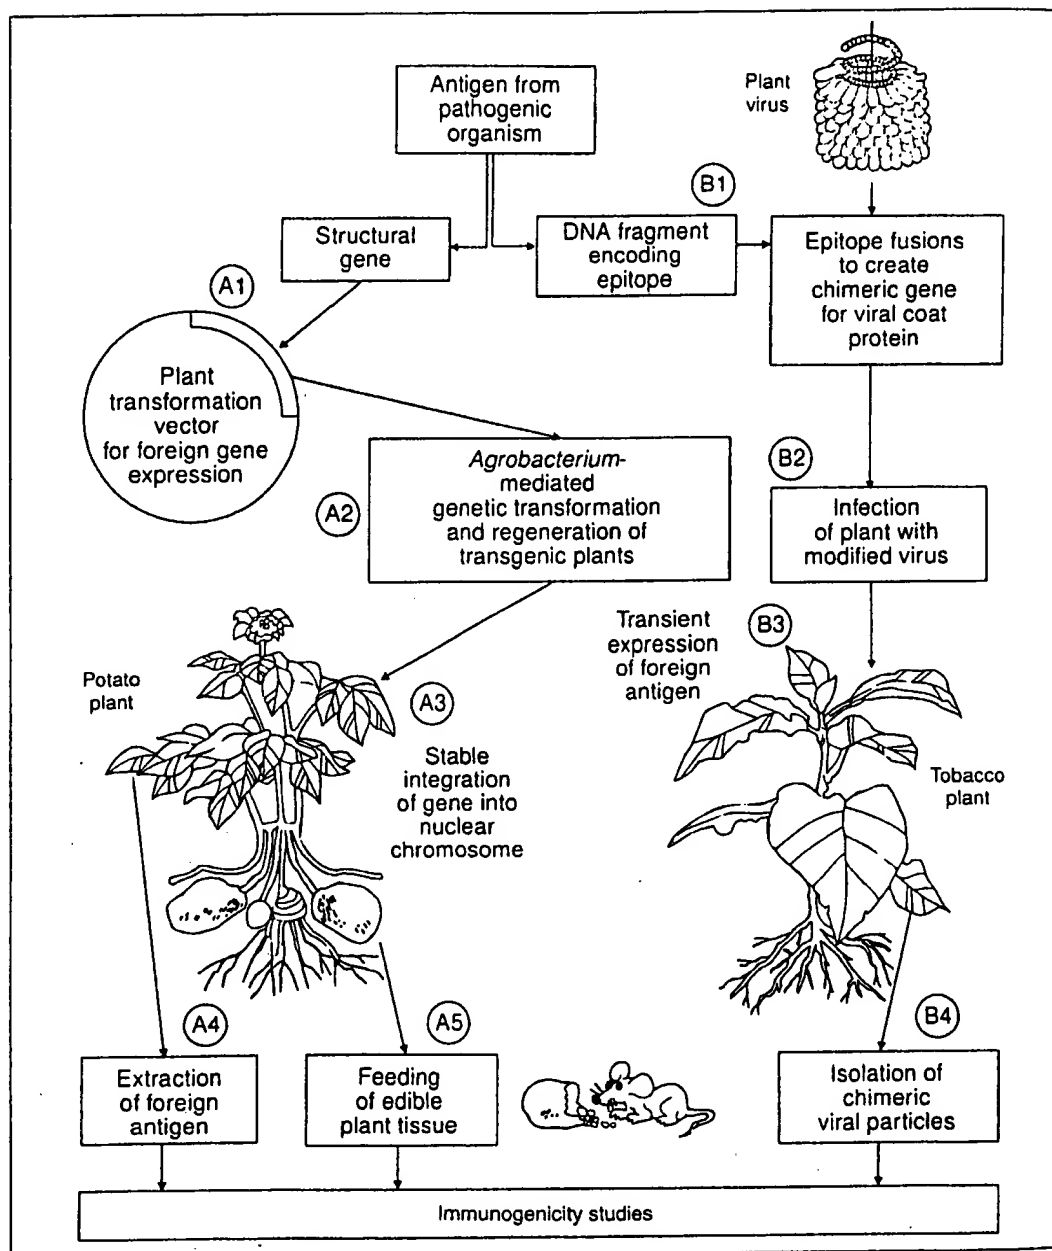 Antigen from
pathogenic
organism
Plant
virus
B1
Structural
gene
DNA fragment
encoding
epitope
Epitope fusions
to create
chimeric gene
for viral coat
protein
A1
Plant
transformation
vector
for foreign gene
expression
A2
Agrobacterium-
mediated
genetic transformation
and regeneration of
transgenic plants
B2
Infection
of plant with
modified virus
Transient
expression
of foreign
antigen
B3
Potato
plant
A3
Stable
integration
of gene into
nuclear
chromosome
Tobacco
plant
A4
A5
B4
Extraction
of foreign
antigen
Feeding
of edible
plant tissue
Isolation of
chimeric
viral particles
Immunogenicity studies